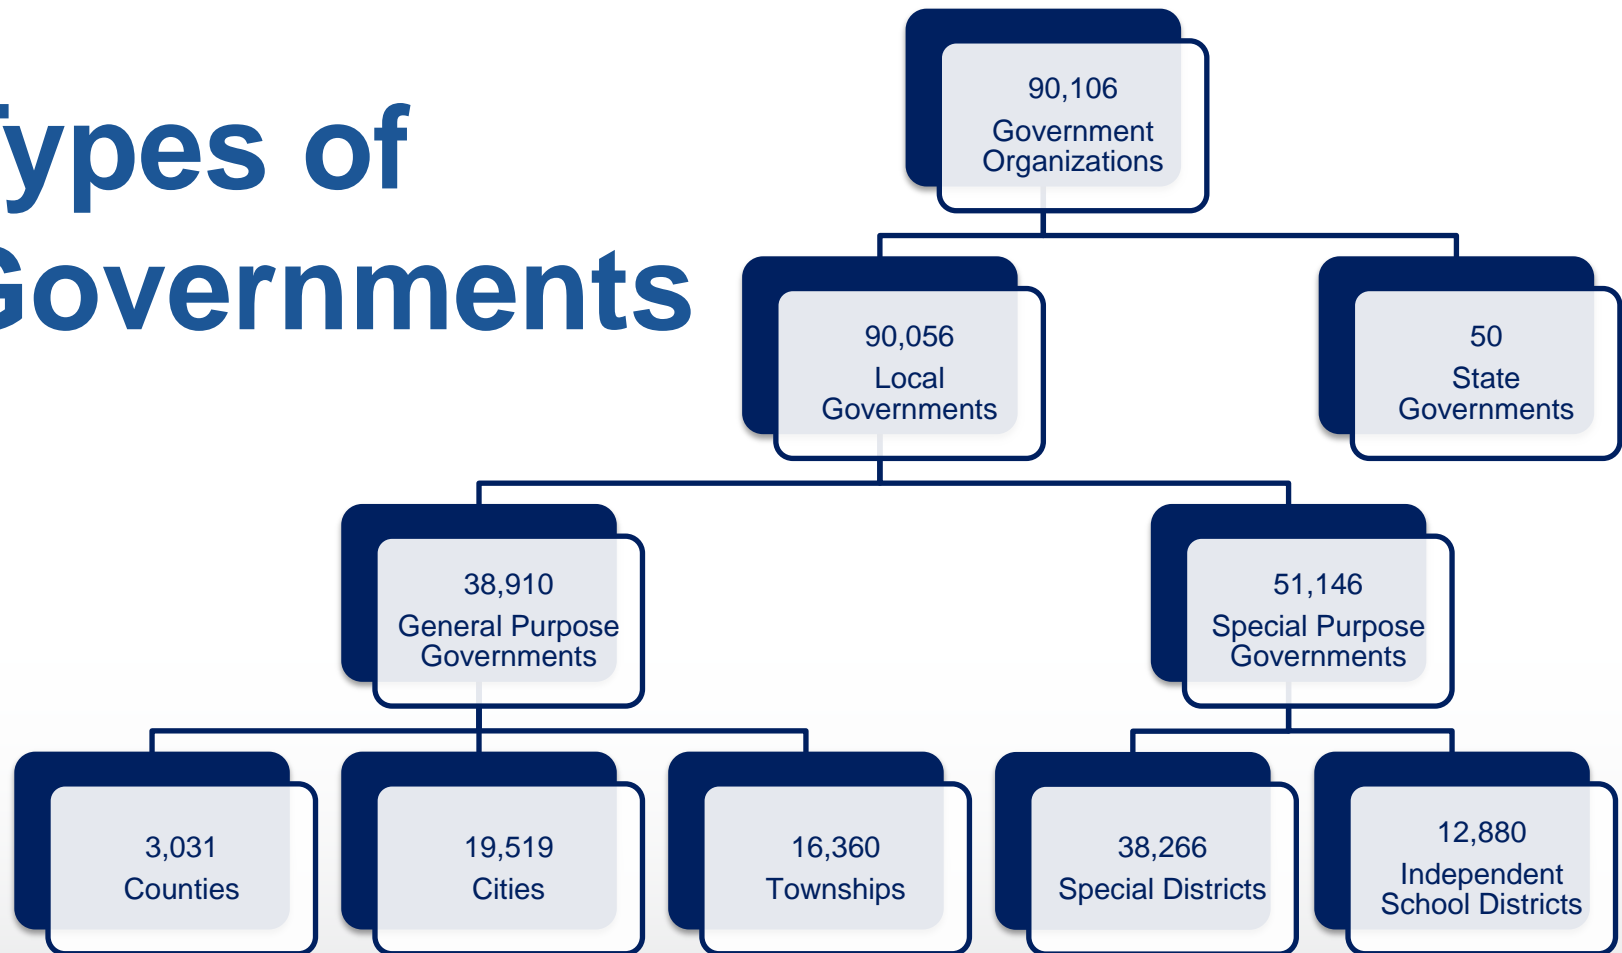 ypes of
Governments
90,106
Government
Organizations
90,056
Local
Governments
50
State
Governments
38,910
General Purpose
Governments
51,146
Special Purpose
Governments
3,031
Counties
19,519
Cities
16,360
Townships
38,266
Special Districts
12,880
Independent
School Districts